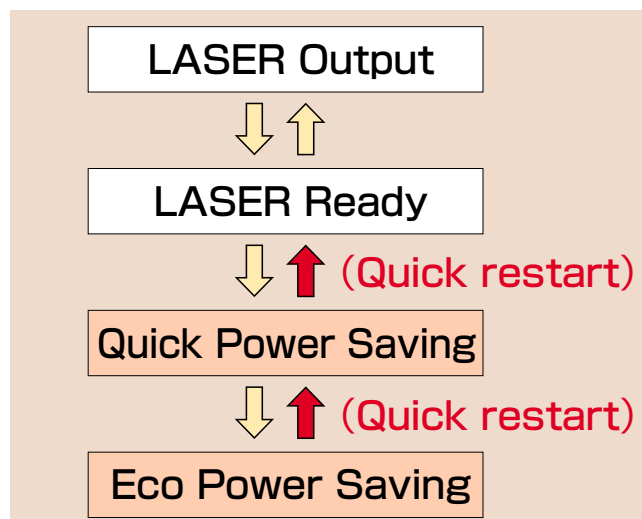 LASER Output
LASER Ready
(Quick restart)
Quick Power Saving
(Quick restart)
Eco Power Saving